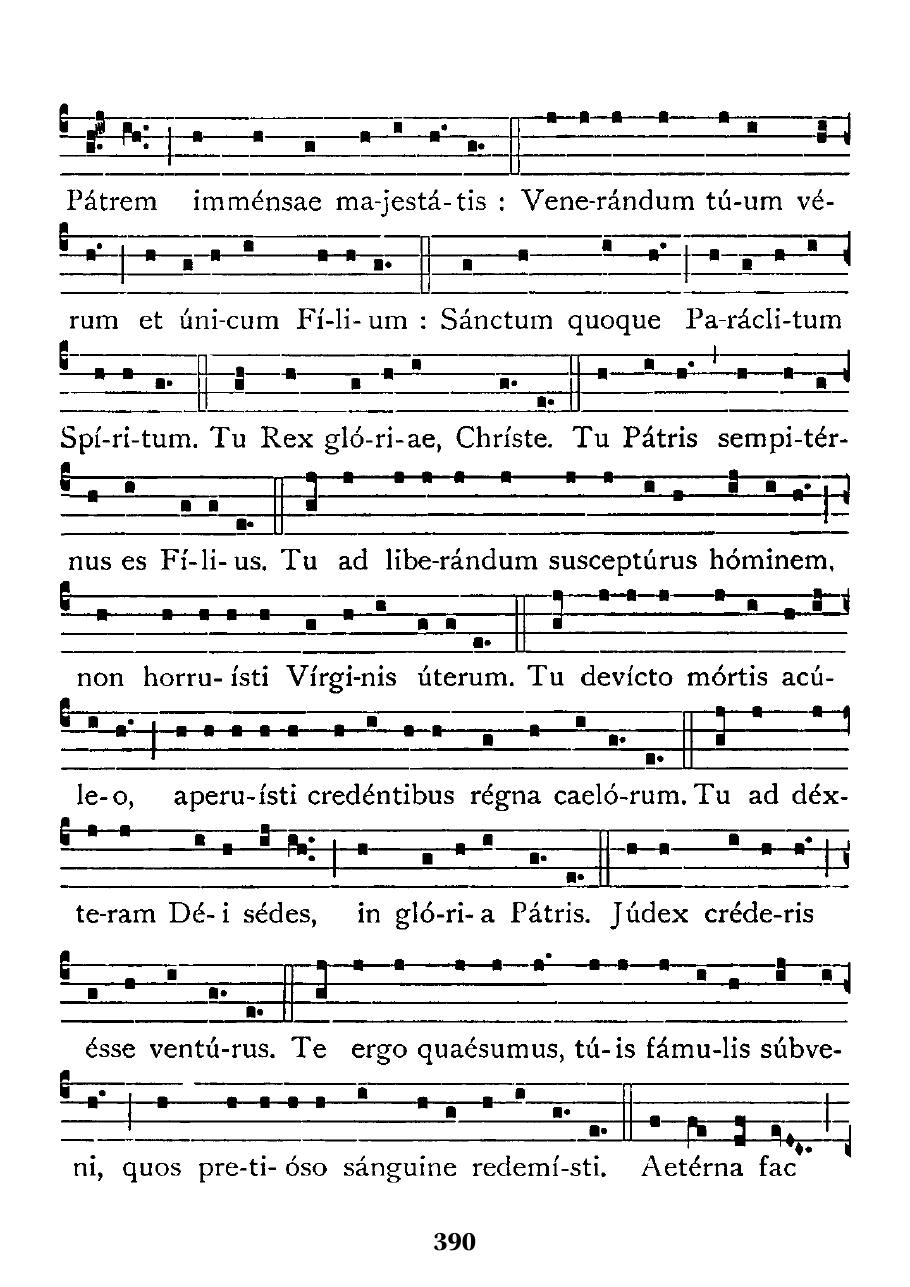 Pátrem imménsae ma-jestá-tis : Vene-rándum tú-um vé-
rum et úni-cum Fí-li-um : Sánctum quoque Pa-rácli-tum
Spí-ri-tum. Tu Rex gló-ri-ae, Chríste. Tu Pátris sempi-tér-
nus es Fí-li-us. Tu ad libe-rándum susceptúrus hóminem,
non horru-ísti Vírgi-nis úterum. Tu devícto mórtis acú-
le-o, aperu-ísti credéntibus régna caeló-rum. Tu ad déx-
te-ram Dé-i sédes, in gló-ri-a Pátris. Júdex créde-ris
ésse ventú-rus. Te ergo quaésumus, tú-is fámu-lis súbve-
ni, quos pre-ti-óso sánguine redemí-sti. Aetérna fac
390